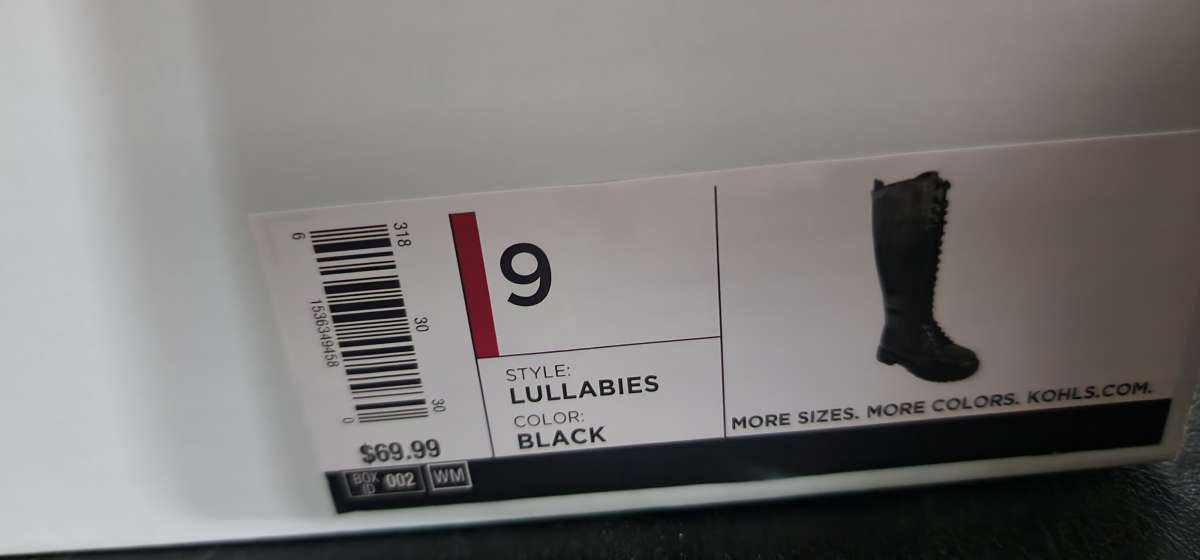 6
318
1536349458
30
30
0
$69.99
BOX ID 002
WM
9
STYLE:
LULLABIES
COLOR:
BLACK
MORE SIZES. MORE COLORS. KOHLS.COM.